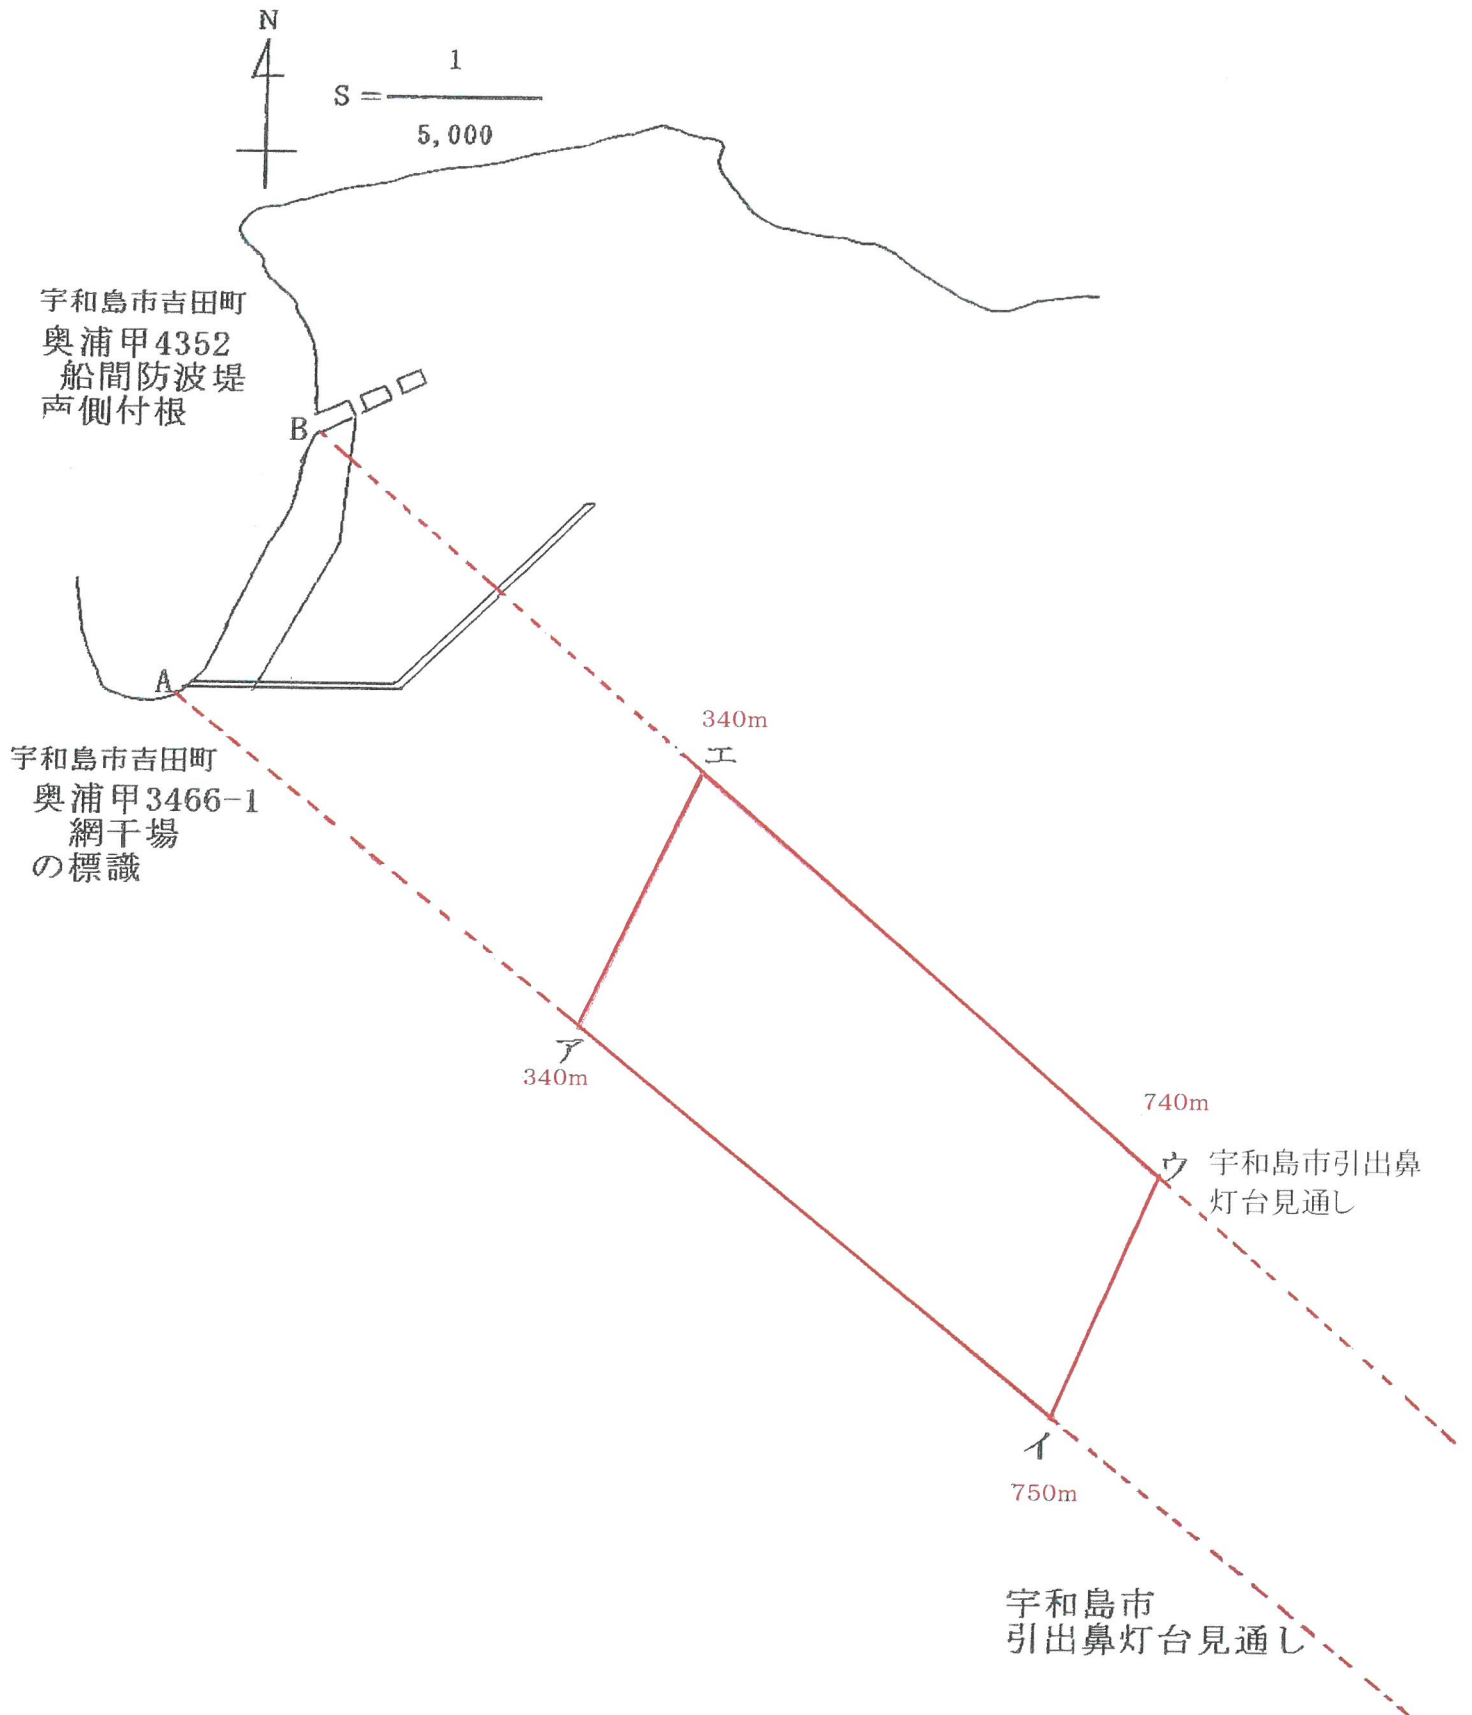 N
S = 1
5,000
宇和島市吉田町
奥浦甲4352
船間防波堤
側付根
B
A
宇和島市吉田町
奥浦甲3466-1
網干場
の標識
340m
エ
ア
340m
740m
ウ
宇和島市引出鼻
灯台見通し
イ
750m
宇和島市
引出鼻灯台見通し